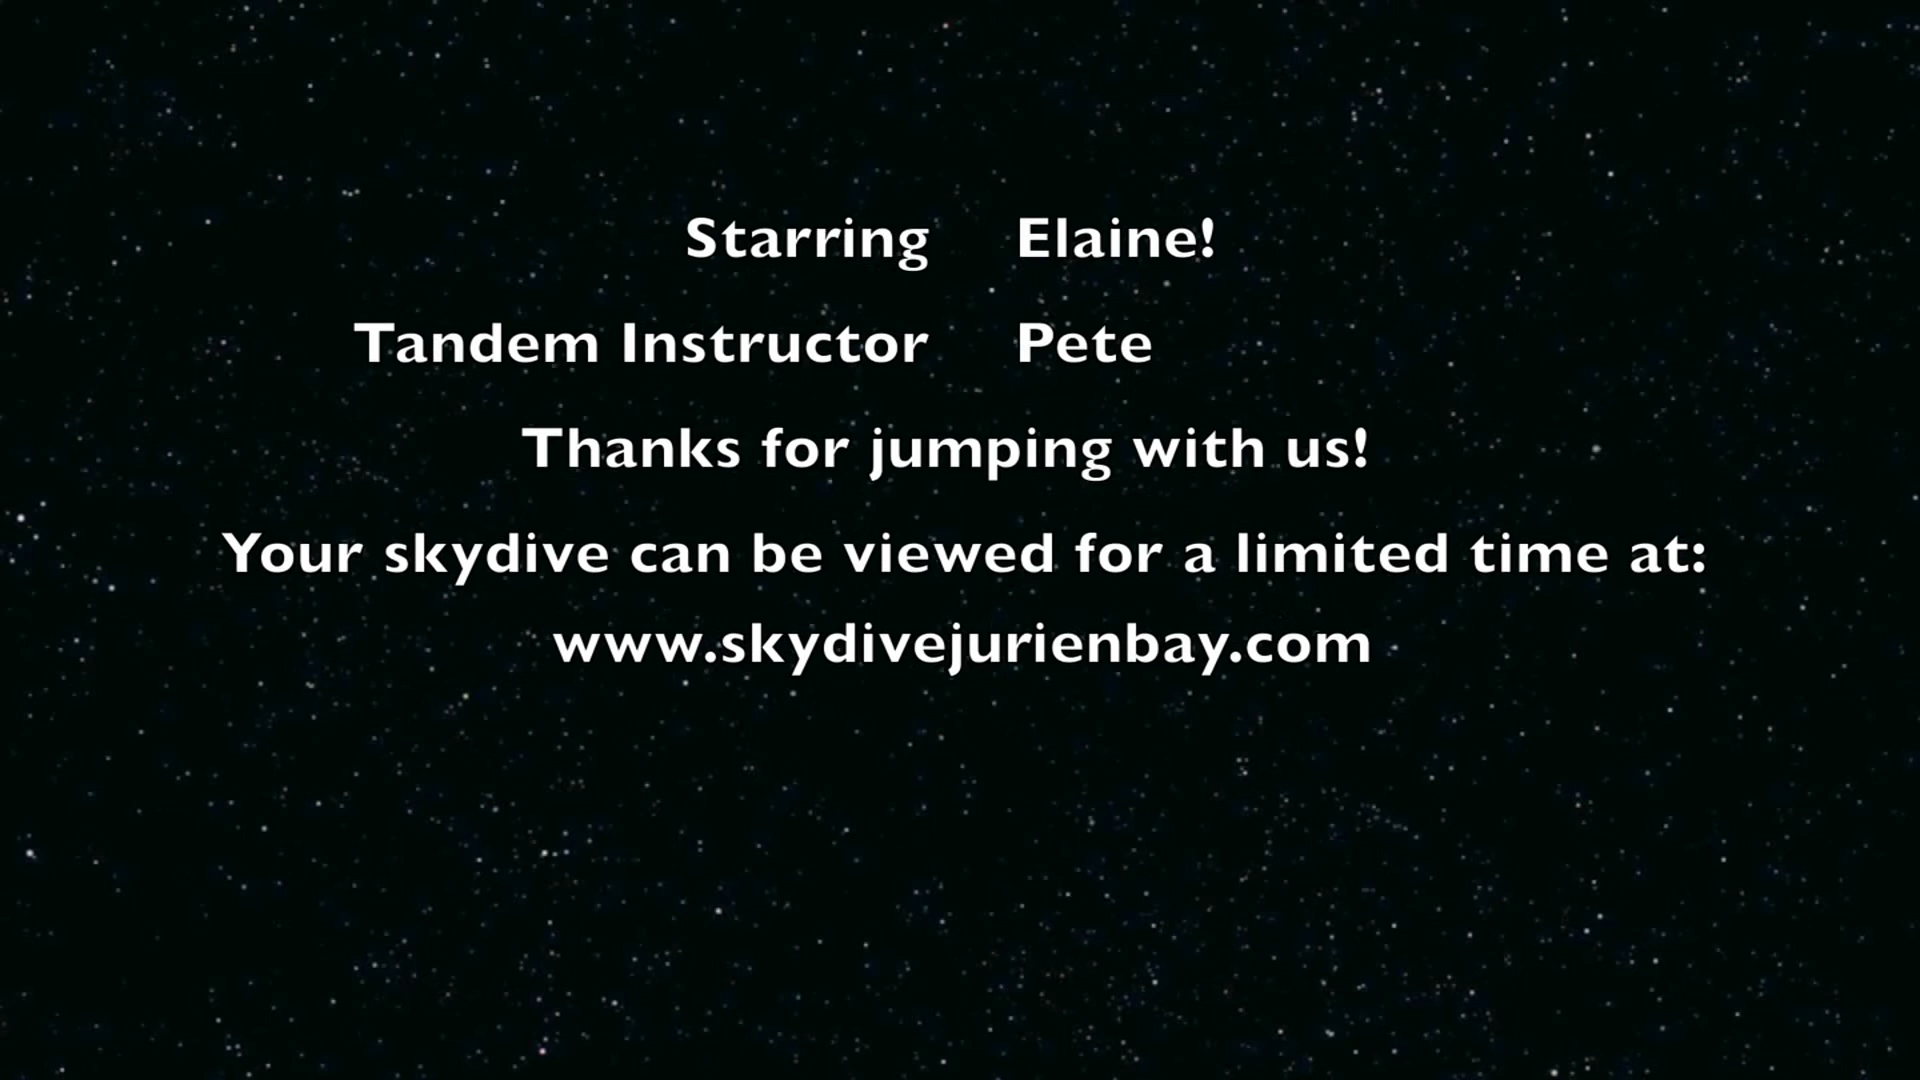 Starring Elaine!
Tandem Instructor Pete
Thanks for jumping with us!
Your skydive can be viewed for a limited time at:
www.skydivejurienbay.com